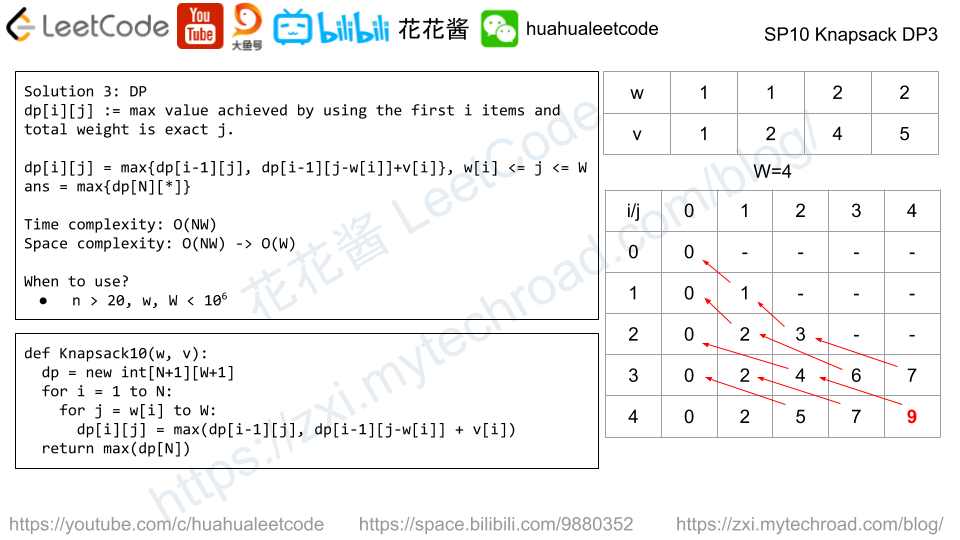 LeetCode
You Tube
大鱼号
bilibili
花花酱
huahualeetcode
SP10 Knapsack DP3
Solution 3: DP
dp[i][j] := max value achieved by using the first i items and
total weight is exact j.
dp[i][j] = max{dp[i-1][j], dp[i-1][j-w[i]]+v[i]}, w[i] <= j <= W
ans = max{dp[N][*]}
Time complexity: O(NW)
Space complexity: O(NW) -> O(W)
When to use?
● n > 20, w, W < 10⁶
def Knapsack10(w, v):
dp = new int[N+1][W+1]
for i = 1 to N:
for j = w[i] to W:
dp[i][j] = max(dp[i-1][j], dp[i-1][j-w[i]] + v[i])
return max(dp[N])
w 1 1 2 2
v 1 2 4 5
W=4
i/j 0 1 2 3 4
0 0 - - - -
1 0 1 - - -
2 0 2 3 - -
3 0 2 4 6 7
4 0 2 5 7 9
花花酱 LeetCode
https://zxi.mytechroad.com/blog/
https://youtube.com/c/huahualeetcode
https://space.bilibili.com/9880352
https://zxi.mytechroad.com/blog/